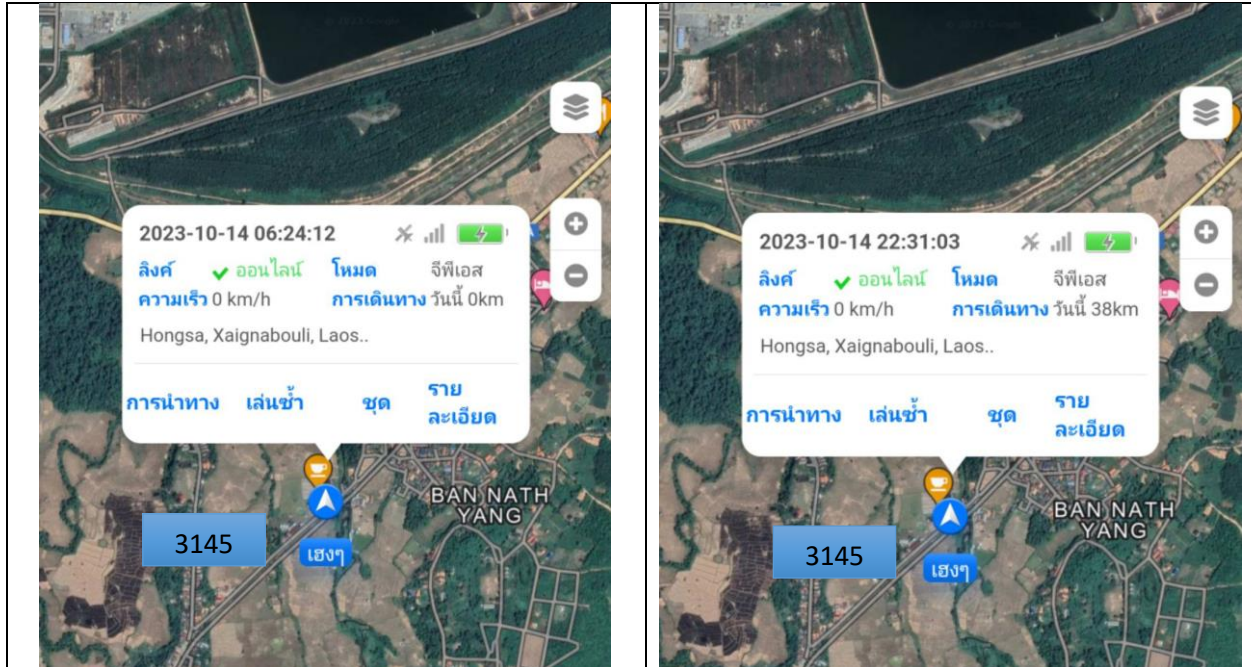 2023-10-14 06:24:12
ลิงค์ ออนไลน์ โหมด จีพีเอส
ความเร็ว 0 km/h การเดินทาง วันนี้ 0km
Hongsa, Xaignabouli, Laos..
การนำทาง เล่นซ้ำ ชุด ราย
ละเอียด
BAN NATH
YANG
3145
เฮงๆ
2023-10-14 22:31:03
ลิงค์ ออนไลน์ โหมด จีพีเอส
ความเร็ว 0 km/h การเดินทาง วันนี้ 38km
Hongsa, Xaignabouli, Laos..
การนำทาง เล่นซ้ำ ชุด ราย
ละเอียด
BAN NATH
YANG
3145
เฮงๆ